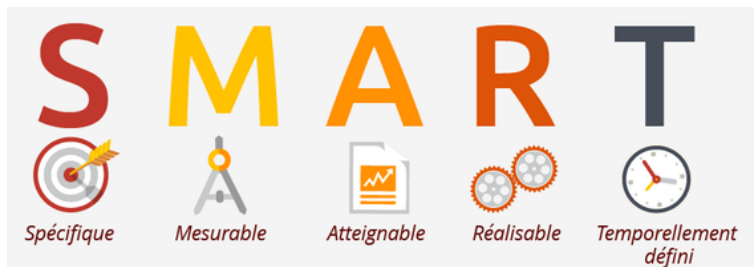 S M A R T
Spécifique Mesurable Atteignable Réalisable Temporellement
défini